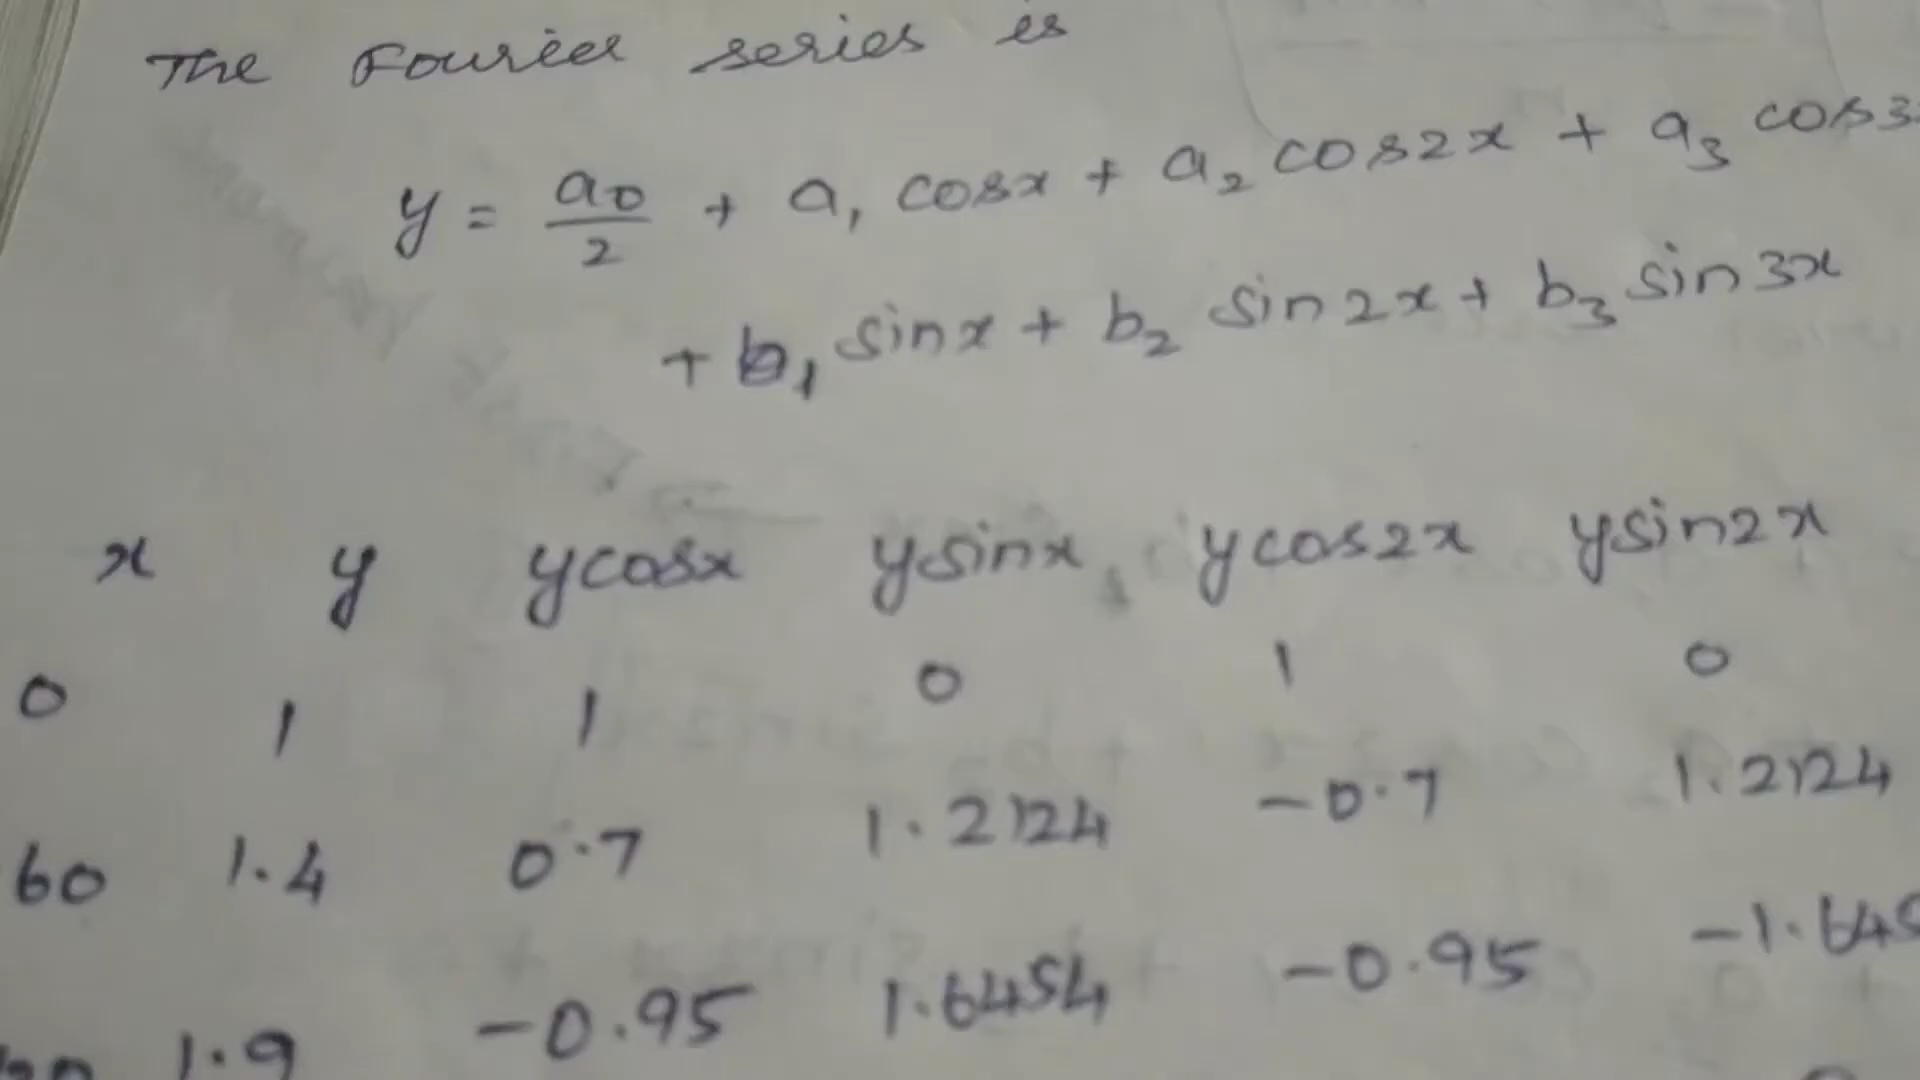 The Fourier series is
y = a₀/2 + a₁ cosx + a₂ cos2x + a₃ cos3
+ b₁ sinx + b₂ sin2x + b₃ sin3x
x y ycosx ysinx ycos2x ysin2x
0 1 1 0 1 0
60 1.4 0.7 1.2124 -0.7 1.2124
1.9 -0.95 1.6454 -0.95 -1.645